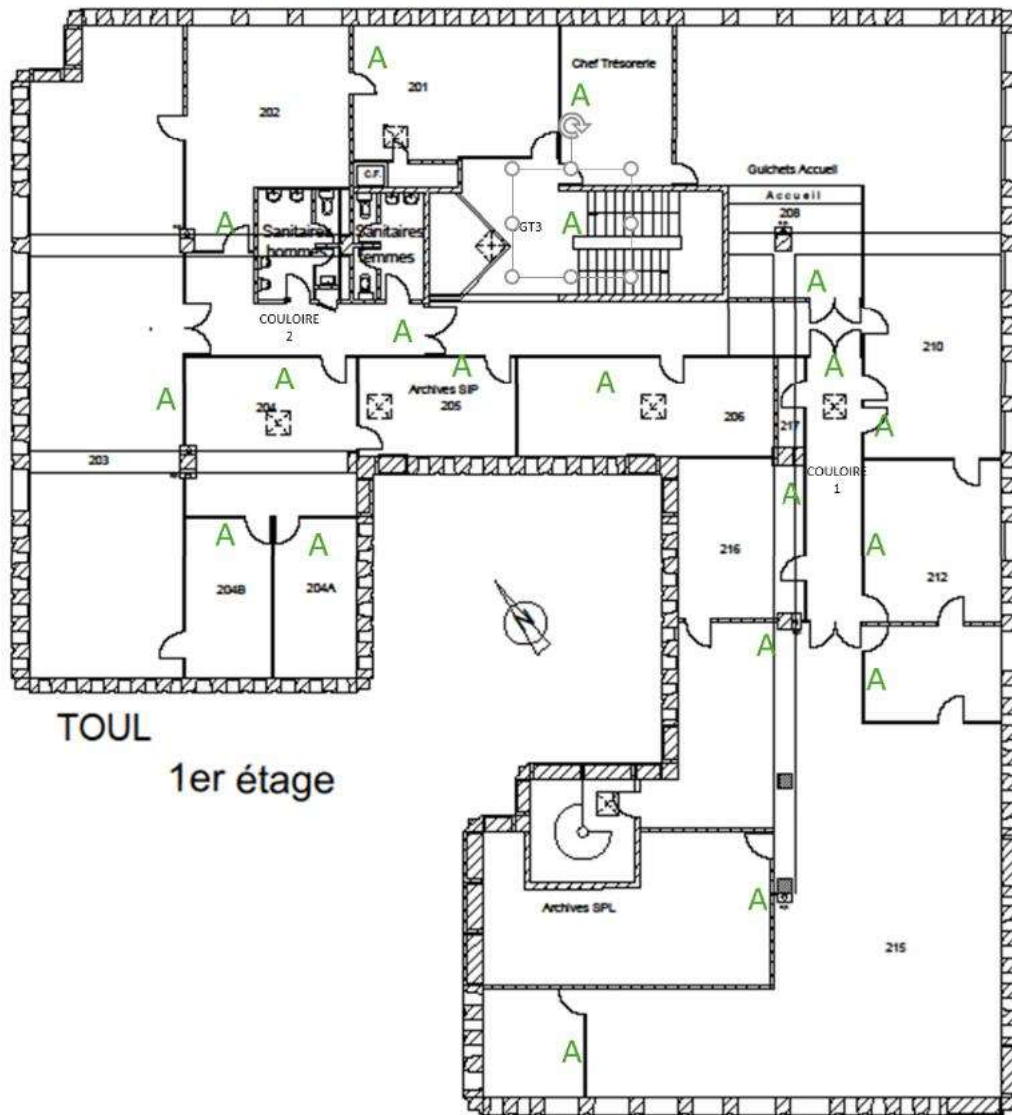 A
201
Chef Trésorerie
A
202
C.F.
Guichets Accueil
Accueil
208
A
Sanitaires
hommes
Sanitaires
femmes
GT3
A
A
COULOIRE
2
A
210
A
A
204
A
Archives SIP
205
A
206
A
217
A
203
COULOIRE
1
A
A
204B
A
204A
216
A
212
A
A
TOUL
1er étage
Archives SPL
A
215
A